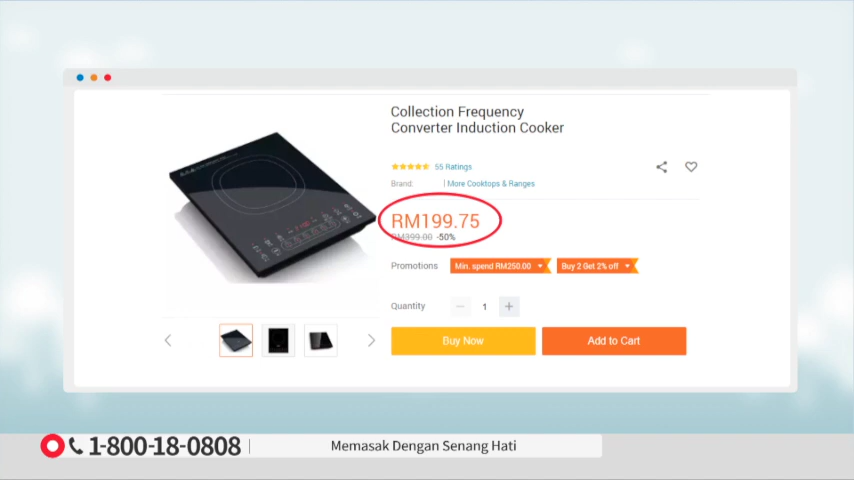 Collection Frequency
Converter Induction Cooker
55 Ratings
Brand: | More Cooktops & Ranges
RM199.75
RM399.00 -50%
Promotions Min. spend RM250.00 Buy 2 Get 2% off
Quantity 1
Buy Now Add to Cart
1-800-18-0808 Memasak Dengan Senang Hati